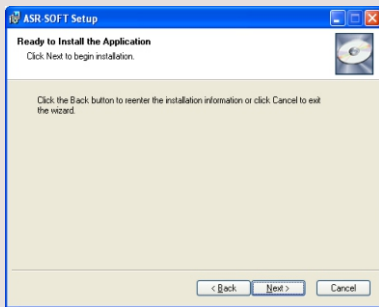 ASR-SOFT Setup
Ready to Install the Application
Click Next to begin installation.
Click the Back button to reenter the installation information or click Cancel to exit
the wizard.
< Back
Next >
Cancel